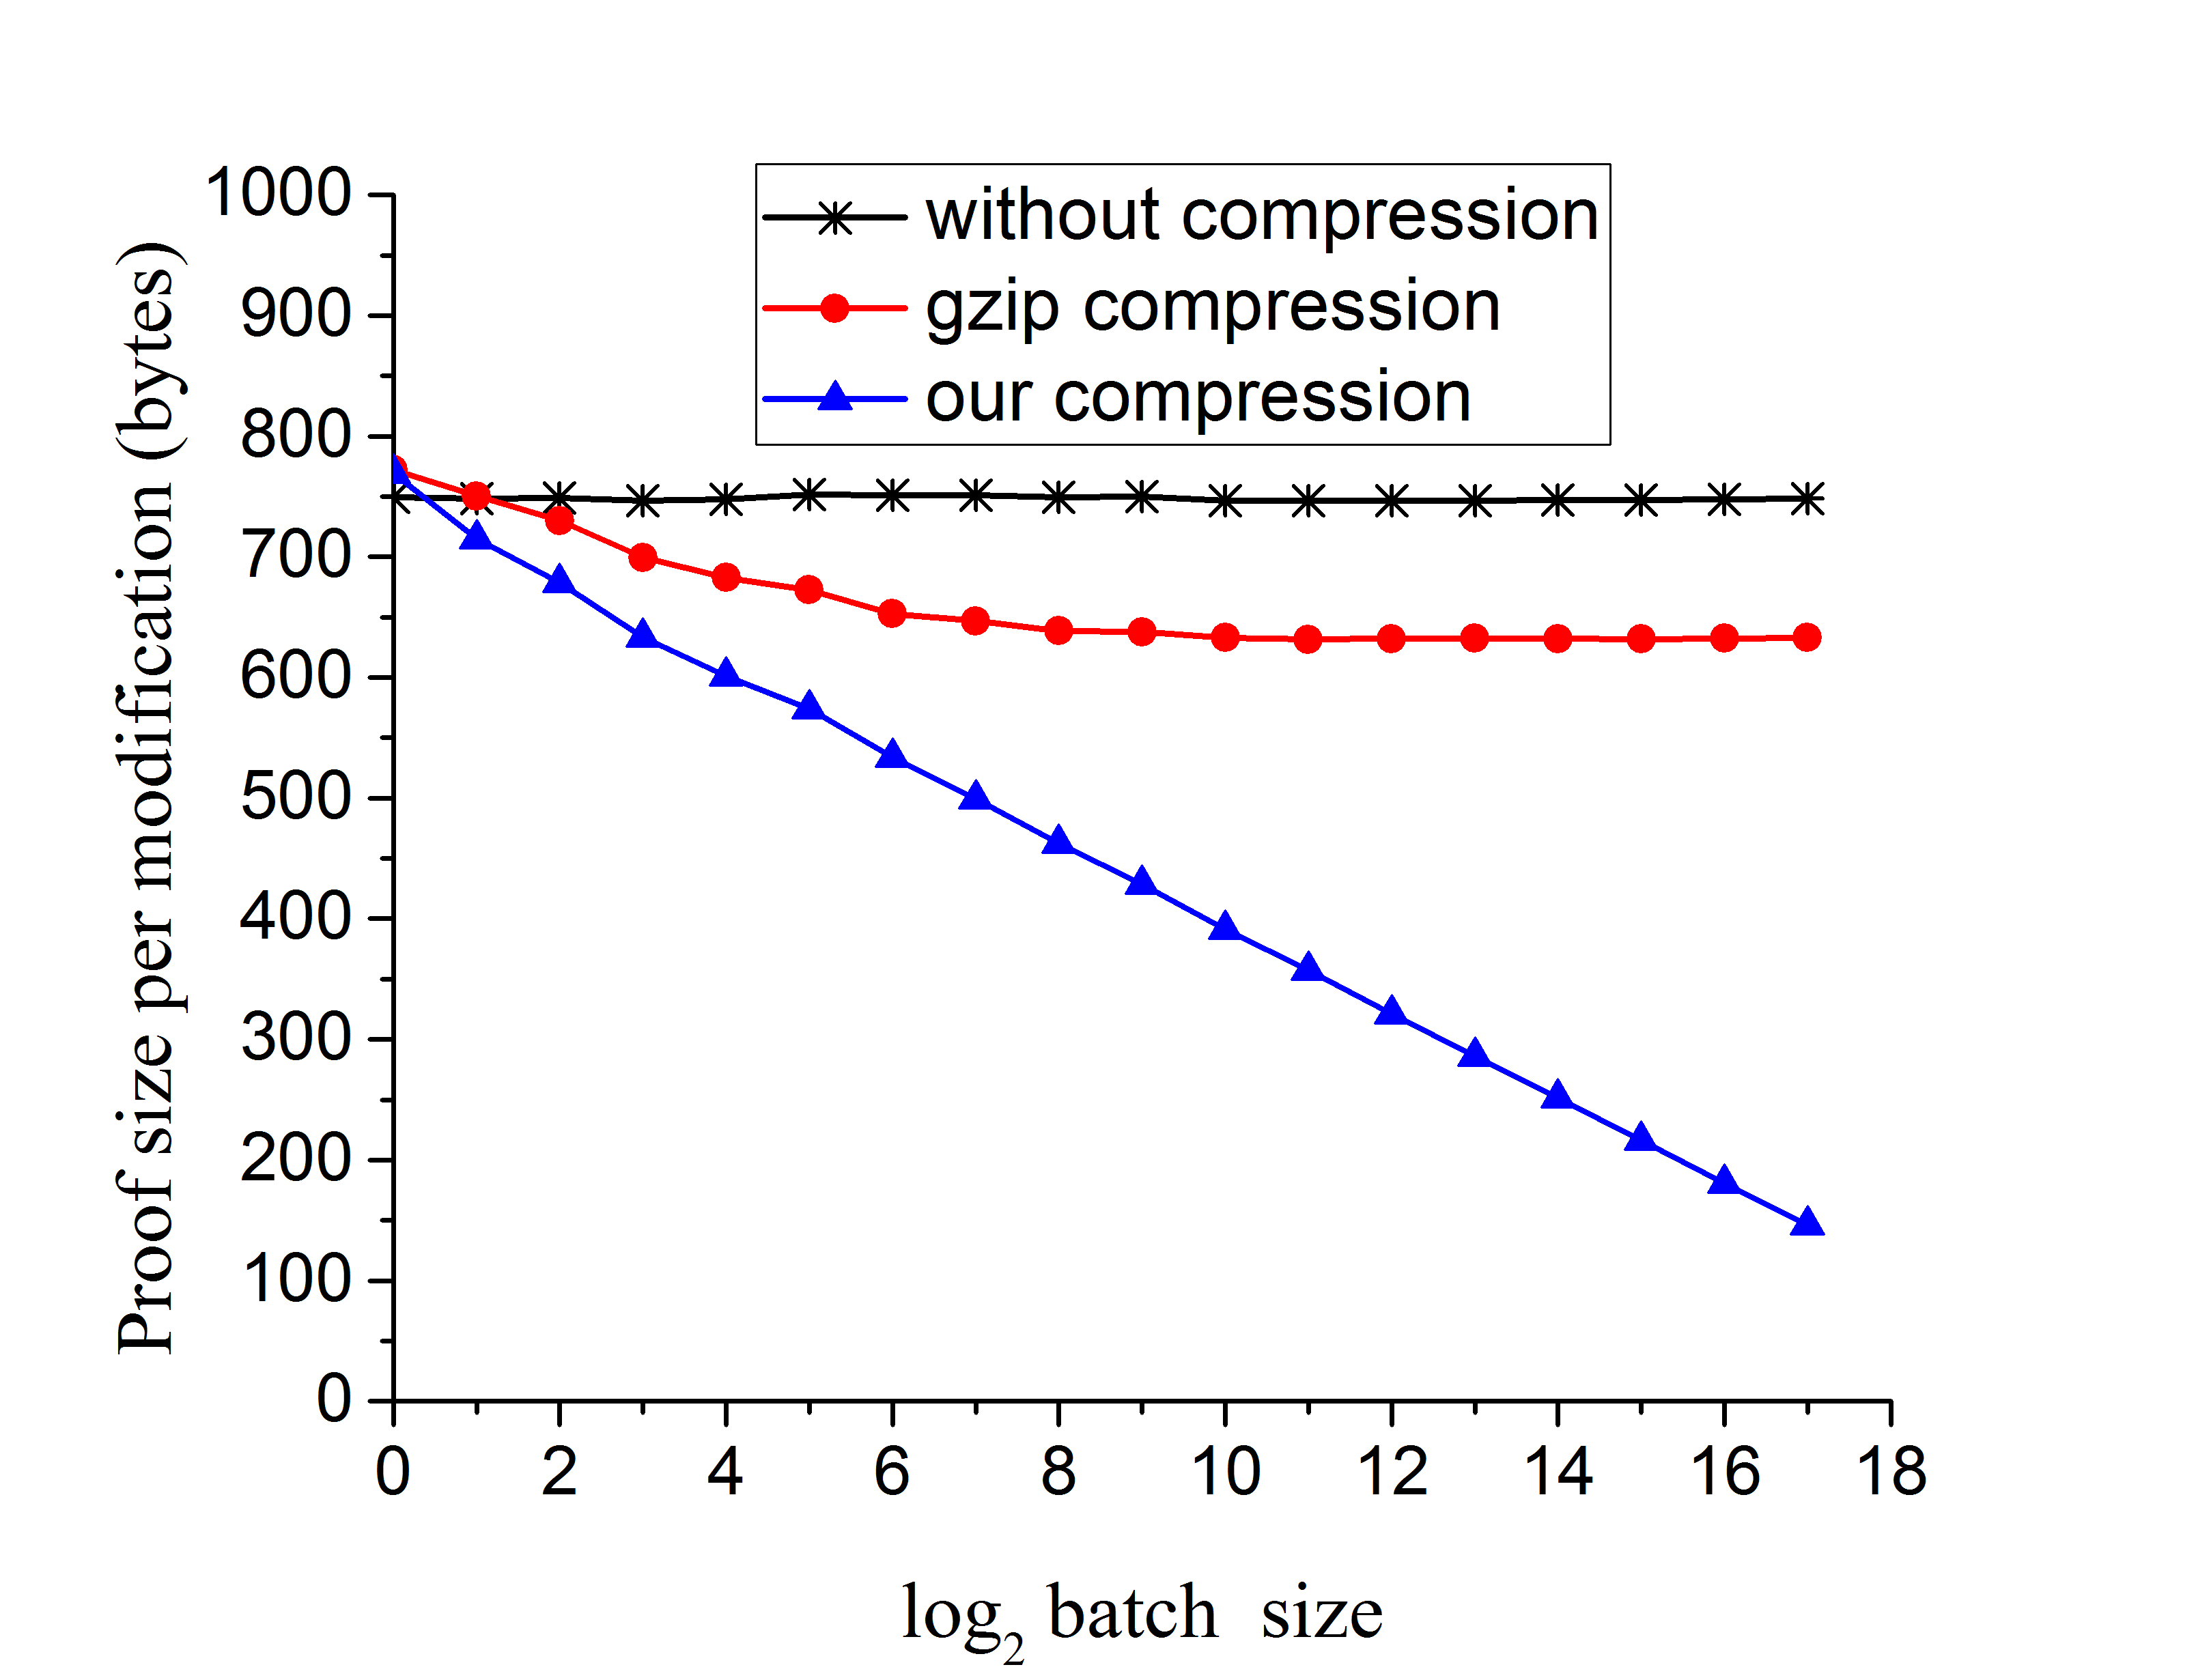 without compression
gzip compression
our compression
Proof size per modification (bytes)
1000
900
800
700
600
500
400
300
200
100
0
0 2 4 6 8 10 12 14 16 18
log₂ batch size